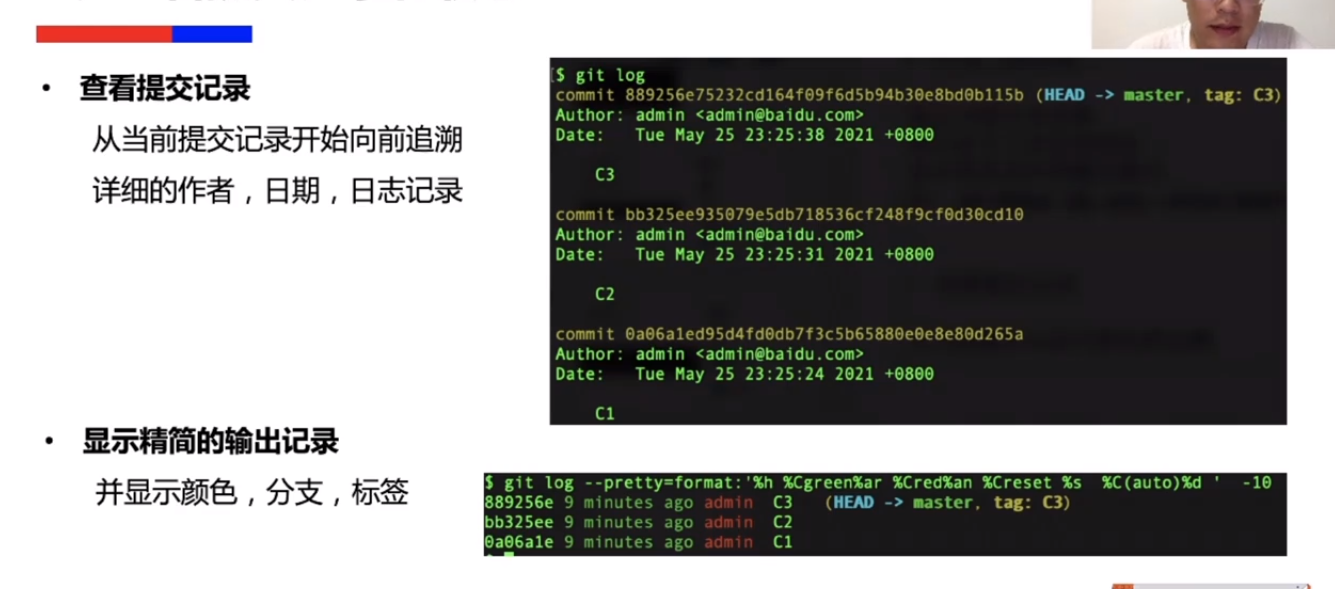 • 查看提交记录
从当前提交记录开始向前追溯
详细的作者，日期，日志记录
$ git log
commit 889256e75232cd164f09f6d5b94b30e8bd0b115b (HEAD -> master, tag: C3)
Author: admin <admin@baidu.com>
Date:   Tue May 25 23:25:38 2021 +0800
C3
commit bb325ee935079e5db718536cf248f9cf0d30cd10
Author: admin <admin@baidu.com>
Date:   Tue May 25 23:25:31 2021 +0800
C2
commit 0a06a1ed95d4fd0db7f3c5b65880e0e8e80d265a
Author: admin <admin@baidu.com>
Date:   Tue May 25 23:25:24 2021 +0800
C1
• 显示精简的输出记录
并显示颜色，分支，标签
$ git log --pretty=format:'%h %Cgreen%ar %Cred%an %Creset %s  %C(auto)%d '  -10
889256e 9 minutes ago admin  C3   (HEAD -> master, tag: C3)
bb325ee 9 minutes ago admin  C2
0a06a1e 9 minutes ago admin  C1